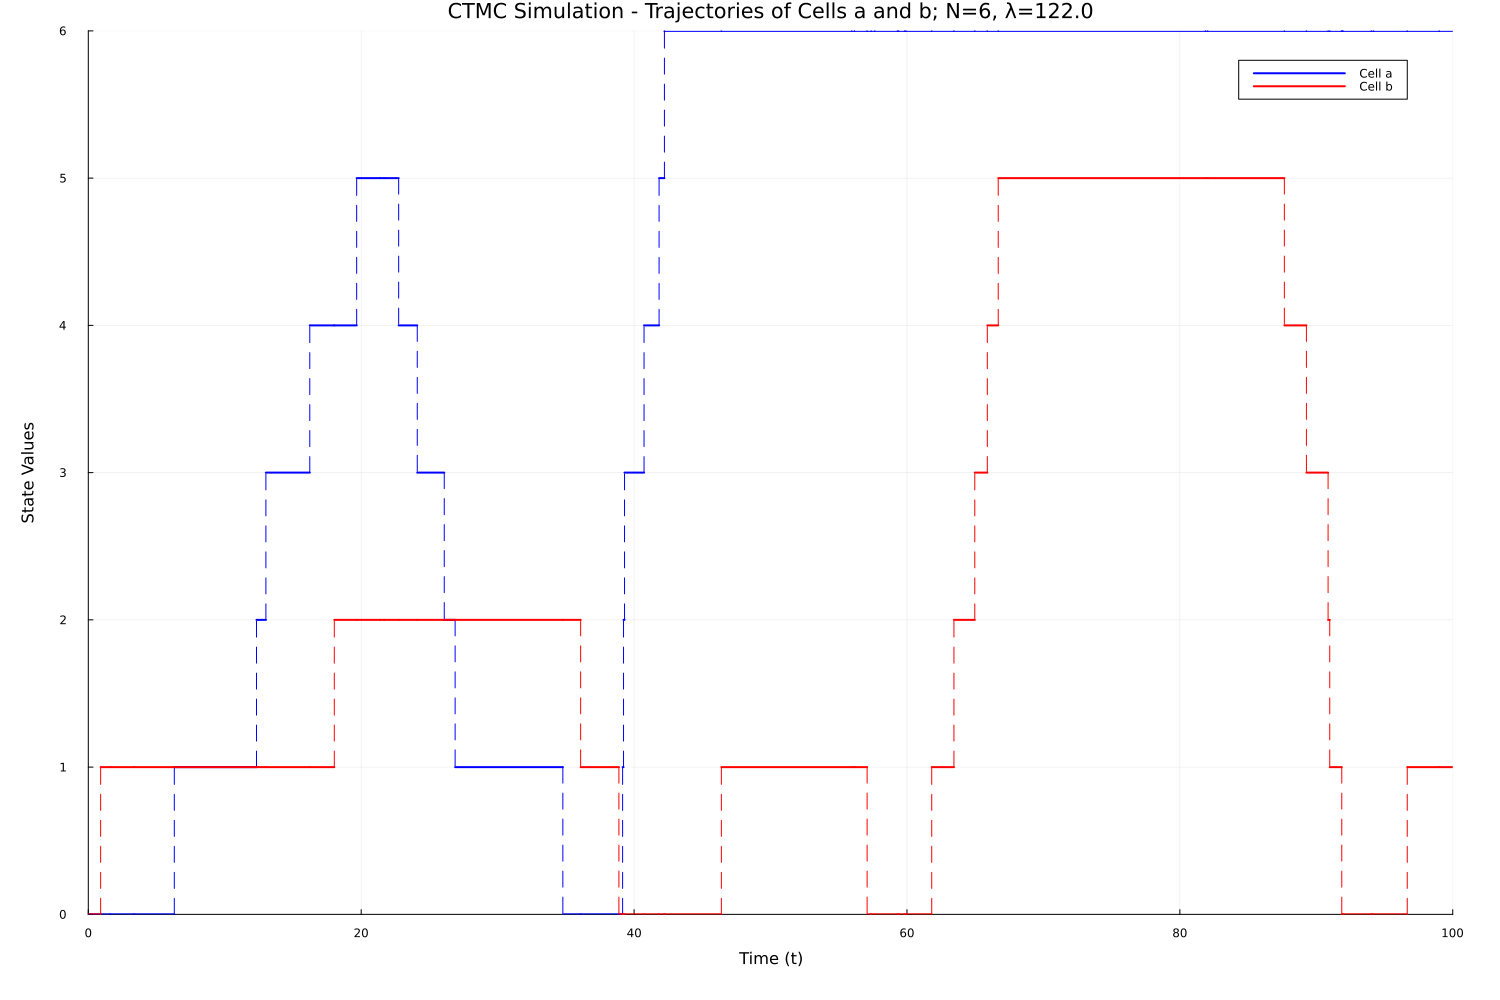 CTMC Simulation - Trajectories of Cells a and b; N=6, λ=122.0
Cell a
Cell b
State Values
6
5
4
3
2
1
0
0 20 40 60 80 100
Time (t)